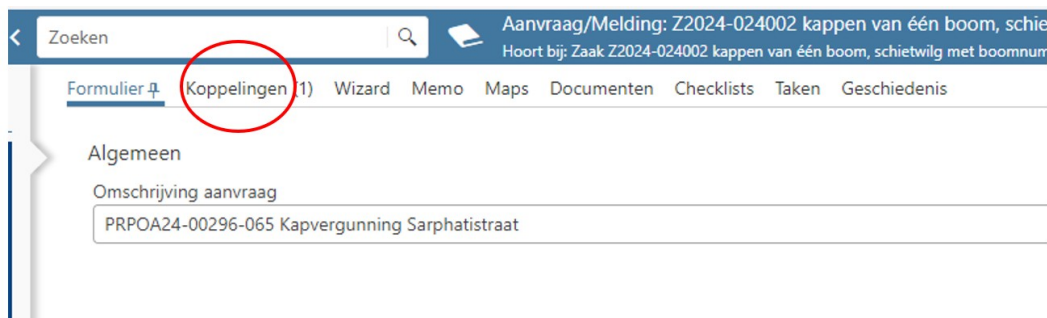 Zoeken
Aanvraag/Melding: Z2024-024002 kappen van één boom, schie
Hoort bij: Zaak Z2024-024002 kappen van één boom, schietwilg met boomnum
Formulier Koppelingen (1) Wizard Memo Maps Documenten Checklists Taken Geschiedenis
Algemeen
Omschrijving aanvraag
PRPOA24-00296-065 Kapvergunning Sarphatistraat